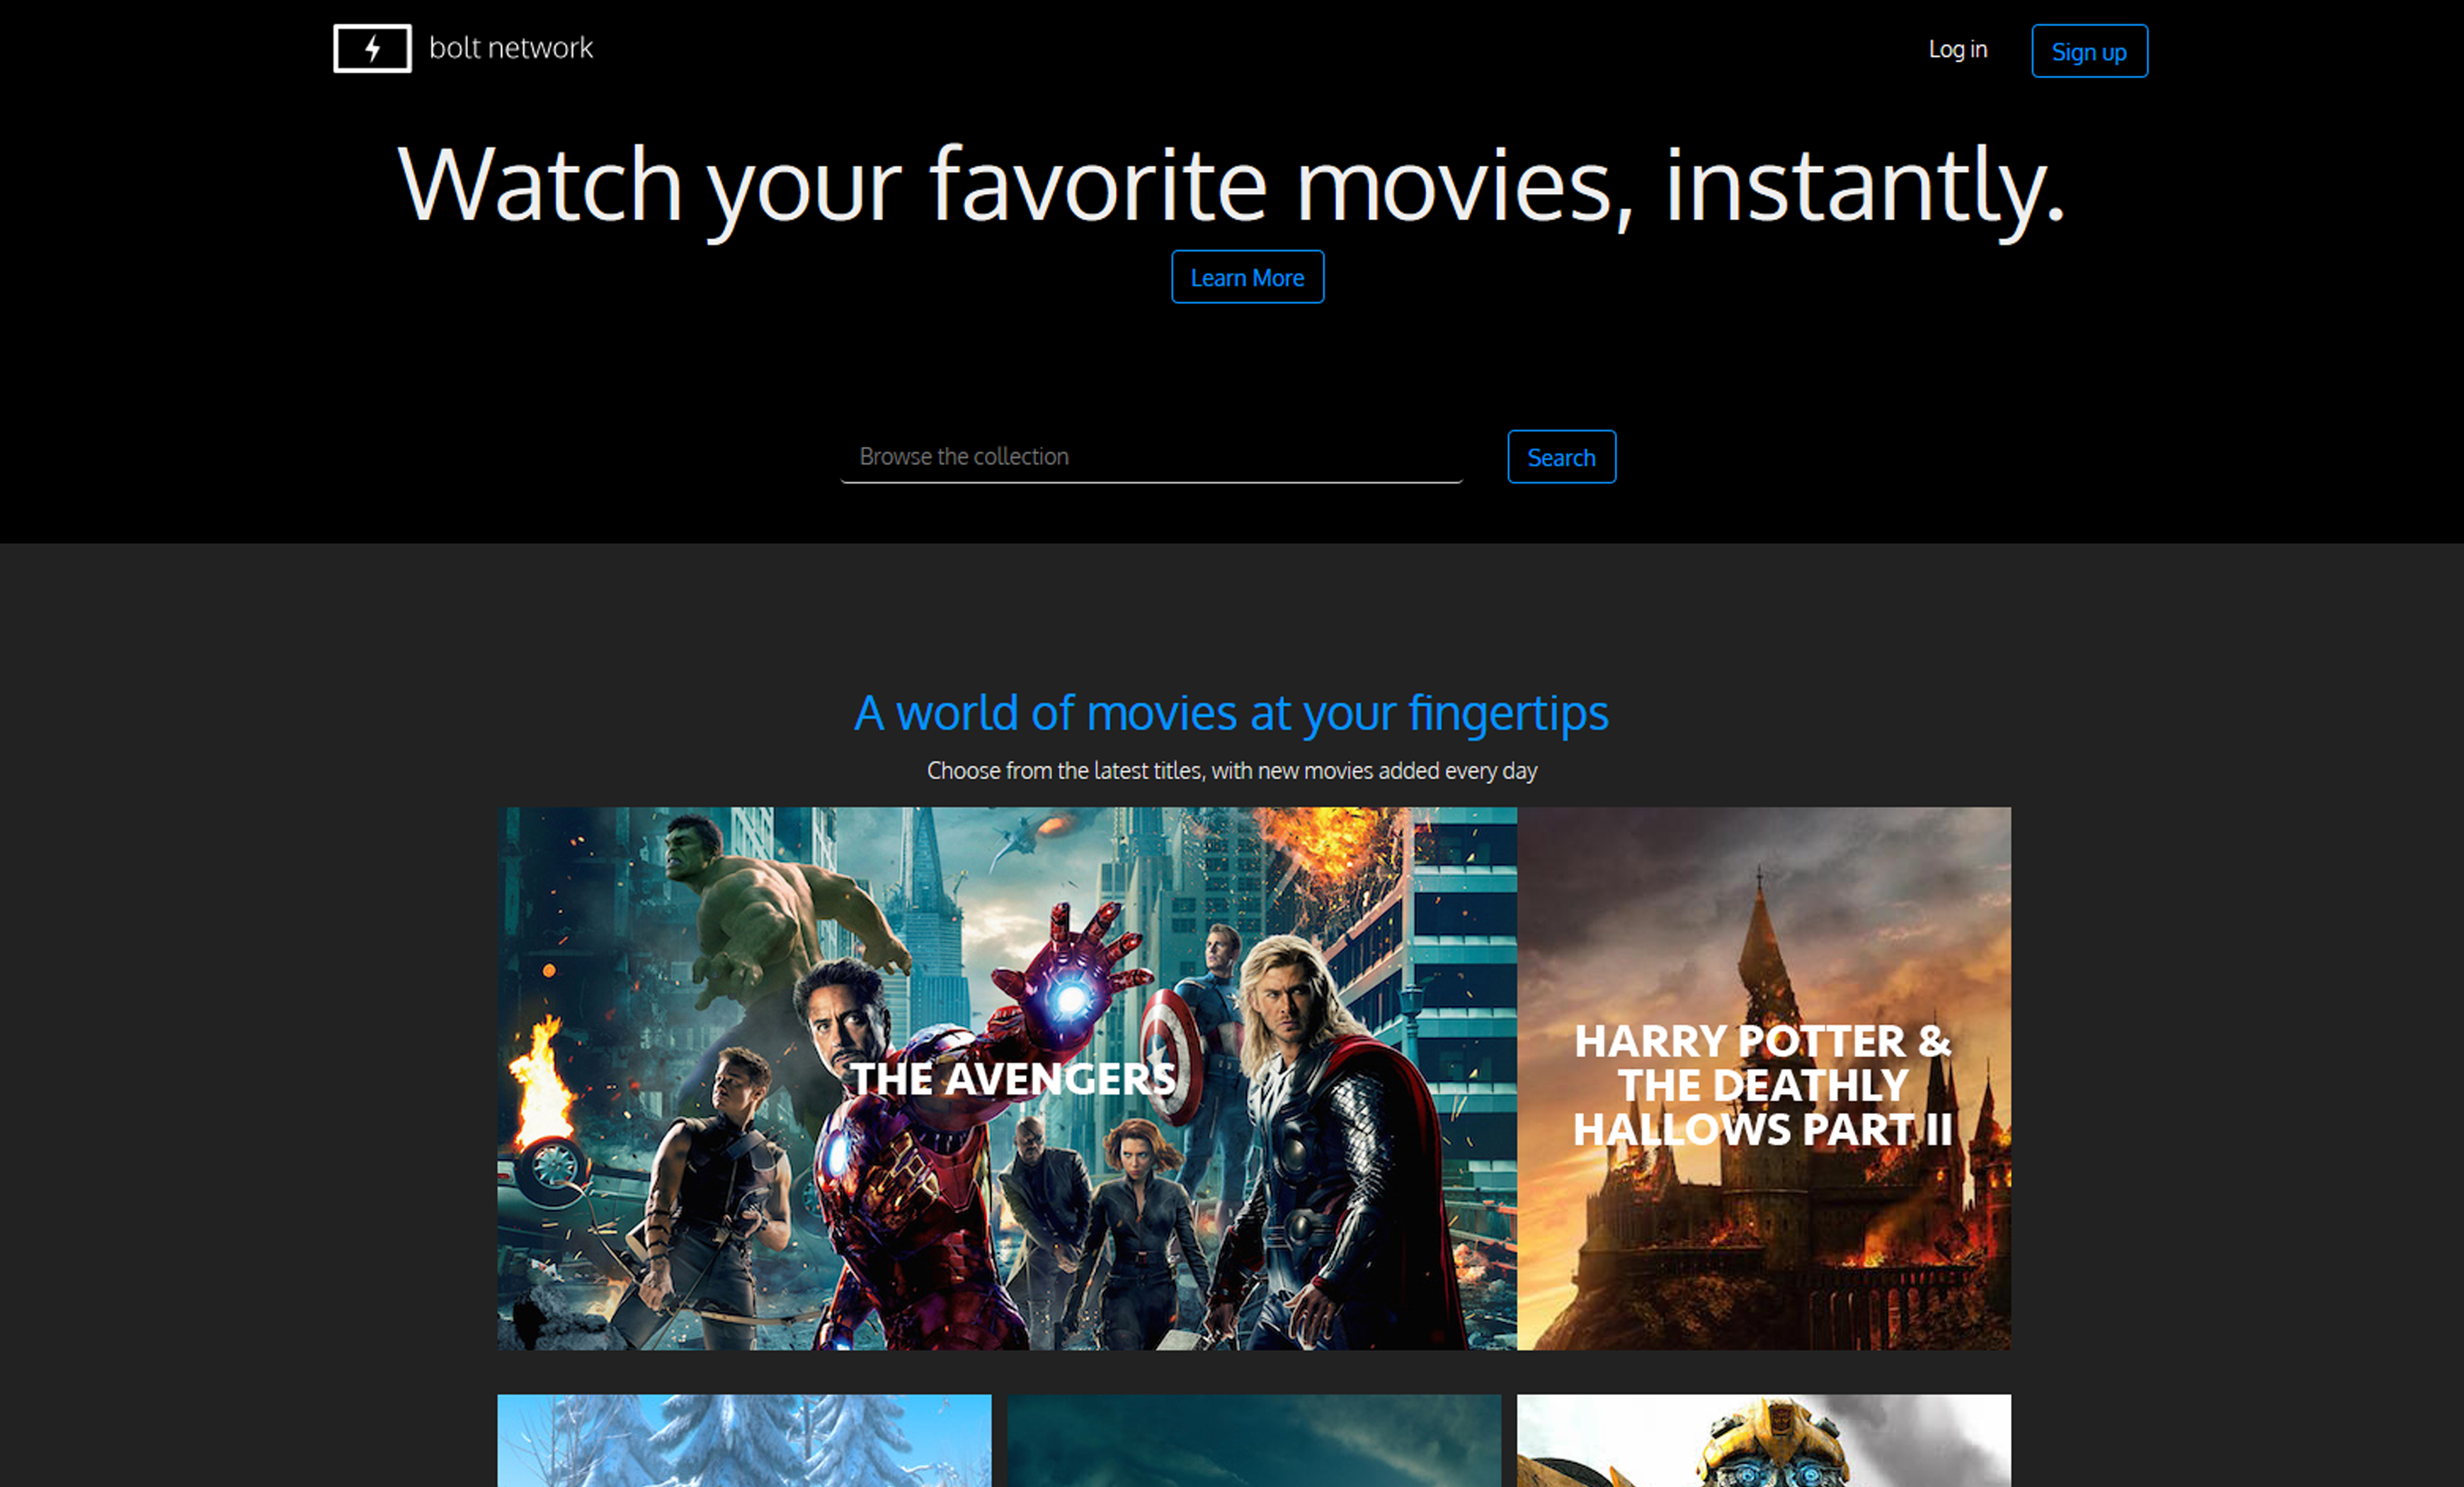 bolt network
Log in
Sign up
Watch your favorite movies, instantly.
Learn More
Browse the collection
Search
A world of movies at your fingertips
Choose from the latest titles, with new movies added every day
THE AVENGERS
HARRY POTTER &
THE DEATHLY
HALLOWS PART II